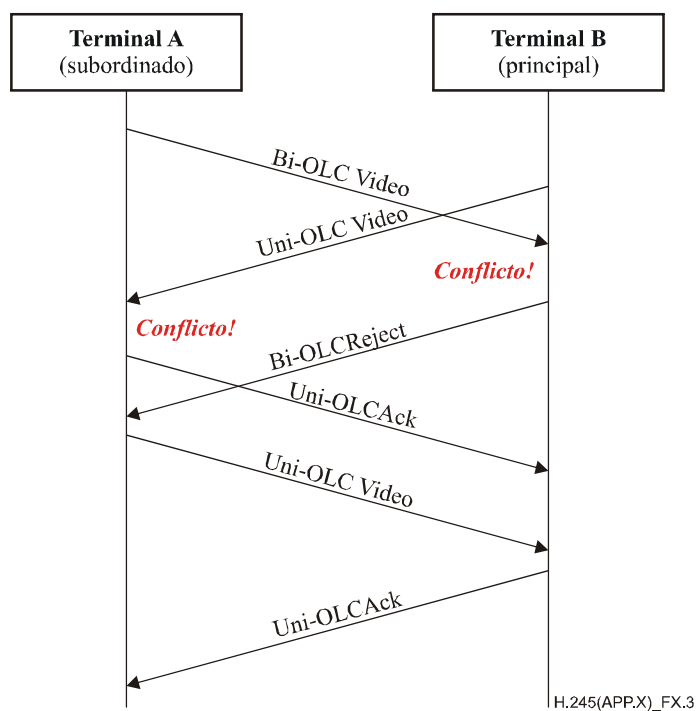 Terminal A
(subordinado)
Terminal B
(principal)
Bi-OLC Video
Uni-OLC Video
Conflicto!
Conflicto!
Bi-OLCReject
Uni-OLCAck
Uni-OLC Video
Uni-OLCAck
H.245(APP.X)_FX.3